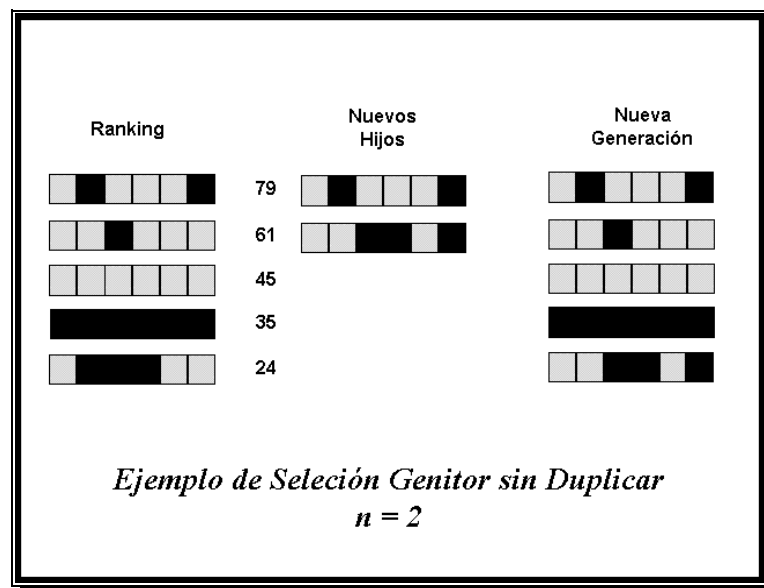 Ranking
Nuevos
Hijos
Nueva
Generación
79
61
45
35
24
Ejemplo de Seleción Genitor sin Duplicar
n = 2